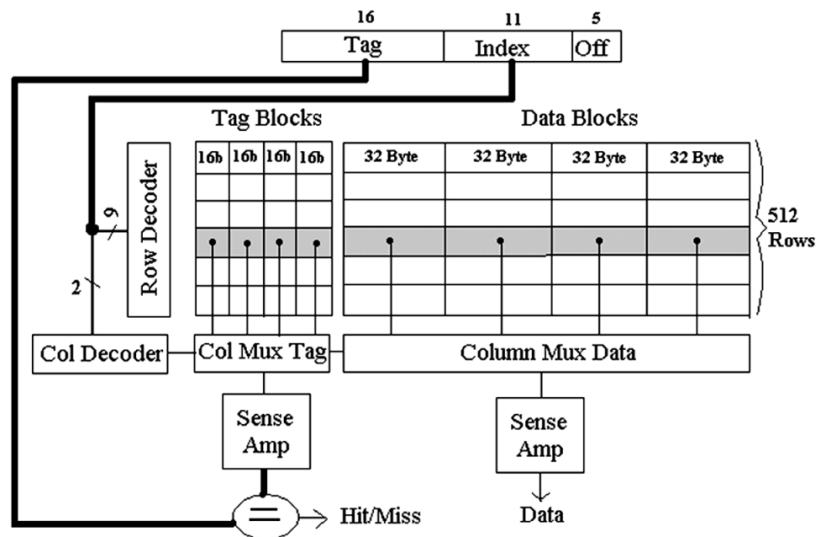 16 11 5
Tag Index Off
Tag Blocks Data Blocks
16b 16b 16b 16b 32 Byte 32 Byte 32 Byte 32 Byte
Row Decoder
9
512
Rows
2
Col Decoder Col Mux Tag Column Mux Data
Sense
Amp
Sense
Amp
= Hit/Miss Data